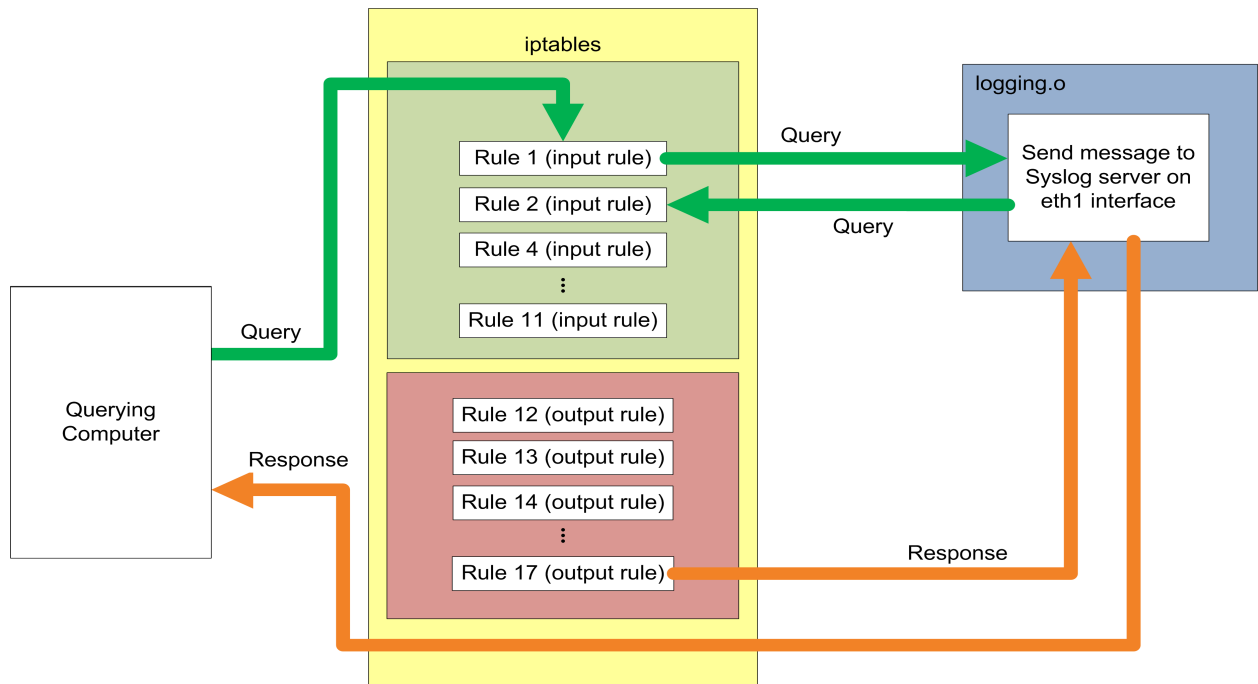 iptables
logging.o
Query
Rule 1 (input rule)
Send message to
Syslog server on
eth1 interface
Rule 2 (input rule)
Query
Rule 4 (input rule)
Rule 11 (input rule)
Query
Querying
Computer
Rule 12 (output rule)
Rule 13 (output rule)
Response
Rule 14 (output rule)
Response
Rule 17 (output rule)